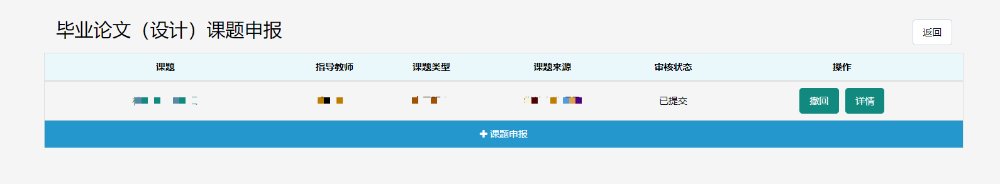 毕业论文（设计）课题申报
返回
课题 指导教师 课题类型 课题来源 审核状态 操作
已提交 撤回 详情
课题申报